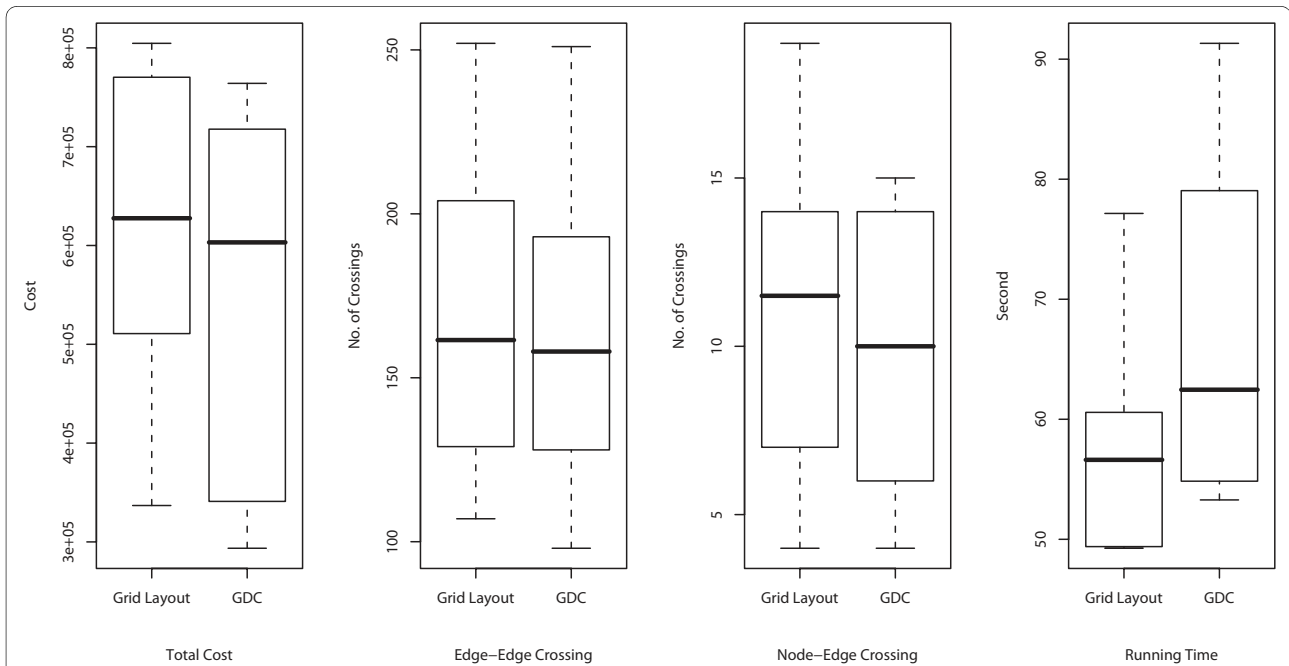 Cost
3e+05 4e+05 5e+05 6e+05 7e+05 8e+05
Grid Layout GDC
Total Cost
No. of Crossings
100 150 200 250
Grid Layout GDC
Edge−Edge Crossing
No. of Crossings
5 10 15
Grid Layout GDC
Node−Edge Crossing
Second
50 60 70 80 90
Grid Layout GDC
Running Time